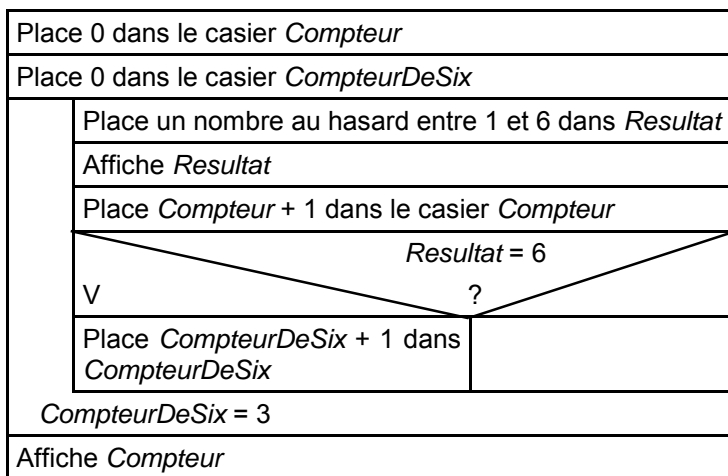 Place 0 dans le casier Compteur
Place 0 dans le casier CompteurDeSix
Place un nombre au hasard entre 1 et 6 dans Resultat
Affiche Resultat
Place Compteur + 1 dans le casier Compteur
Resultat = 6
V ?
Place CompteurDeSix + 1 dans
CompteurDeSix
CompteurDeSix = 3
Affiche Compteur